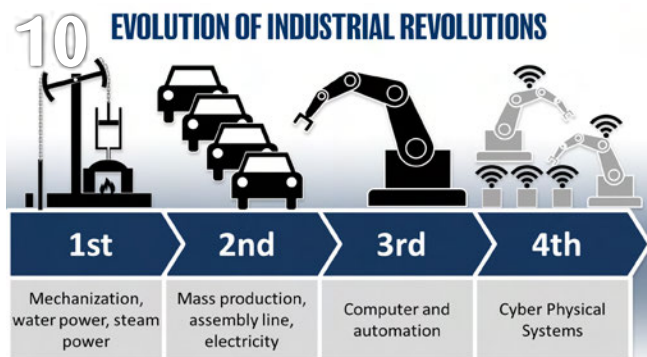 10
EVOLUTION OF INDUSTRIAL REVOLUTIONS
1st
2nd
3rd
4th
Mechanization,
water power, steam
power
Mass production,
assembly line,
electricity
Computer and
automation
Cyber Physical
Systems